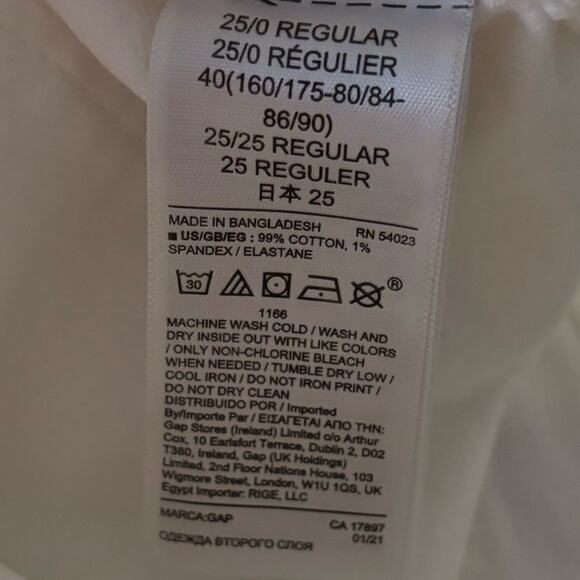 25/0 REGULAR
25/0 RÉGULIER
40(160/175-80/84-
86/90)
25/25 REGULAR
25 REGULER
日本 25
MADE IN BANGLADESH RN 54023
US/GB/EG : 99% COTTON, 1%
SPANDEX / ELASTANE
30 ®
1166
MACHINE WASH COLD / WASH AND
DRY INSIDE OUT WITH LIKE COLORS
/ ONLY NON-CHLORINE BLEACH
WHEN NEEDED / TUMBLE DRY LOW /
COOL IRON / DO NOT IRON PRINT /
DO NOT DRY CLEAN
DISTRIBUIDO POR / Imported
By/Importe Par / ΕΙΣΑΓΕΤΑΙ ΑΠΟ ΤΗΝ:
Gap Stores (Ireland) Limited c/o Arthur
Cox, 10 Earlsfort Terrace, Dublin 2, D02
T380, Ireland, Gap (UK Holdings)
Limited, 2nd Floor Nations House, 103
Wigmore Street, London, W1U 1QS, UK
Egypt Importer: RIGE, LLC
MARCA:GAP CA 17897
ОДЕЖДА ВТОРОГО СЛОЯ 01/21